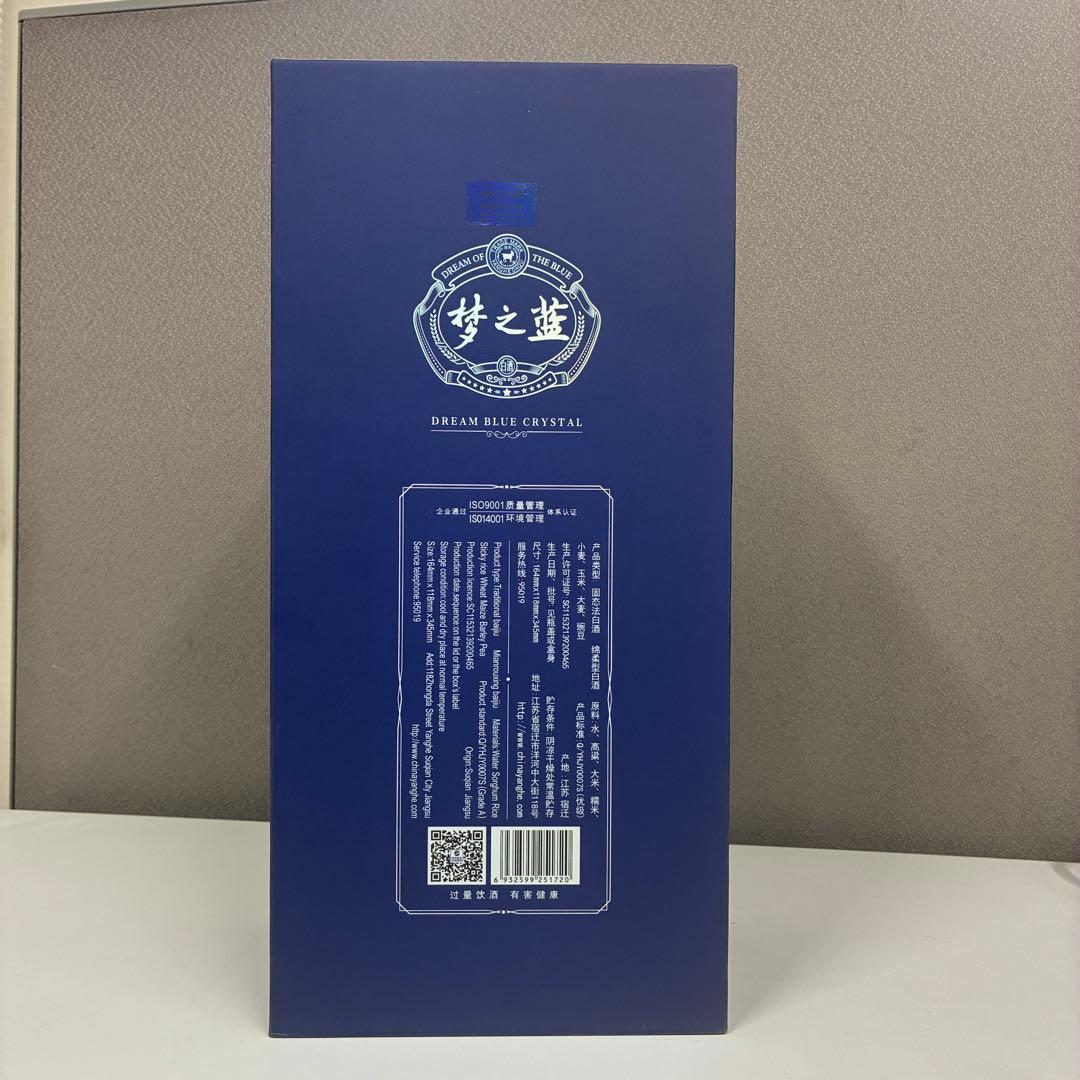 TRADE MARK
DREAM OF THE BLUE
梦之蓝
白酒
DREAM BLUE CRYSTAL
企业通过 ISO9001质量管理 体系认证
ISO14001环境管理
产品类型：固态法白酒 绵柔型白酒 原料：水、高粱、大米、糯米、
小麦、玉米、大麦、豌豆 产品标准：Q/YHJY0007S(优级)
生产许可证号：SC11532139200465 产地：江苏 宿迁
生产日期、批号：见瓶盖或盒身 贮存条件：阴凉干燥处常温贮存
尺寸：164mmx118mmx345mm 地址：江苏省宿迁市洋河中大街118号
服务热线：95019 http://www.chinayanghe.com
Product type:Traditional baijiu Mianrouxing baijiu Materials:Water Sorghum Rice
Sticky rice Wheat Maize Barley Pea Product standard:Q/YHJY0007S (Grade A)
Production licence:SC11532139200465 Origin:Suqian Jiangsu
Production date,sequence:on the lid or the box's label
Storage condition:cool and dry place at normal temperature
Size:164mm x 118mm x 345mm Add:118Zhongda Street Yanghe Suqian City Jiangsu
Service telephone:95019 http://www.chinayanghe.com
6 932599 251720
过量饮酒 有害健康